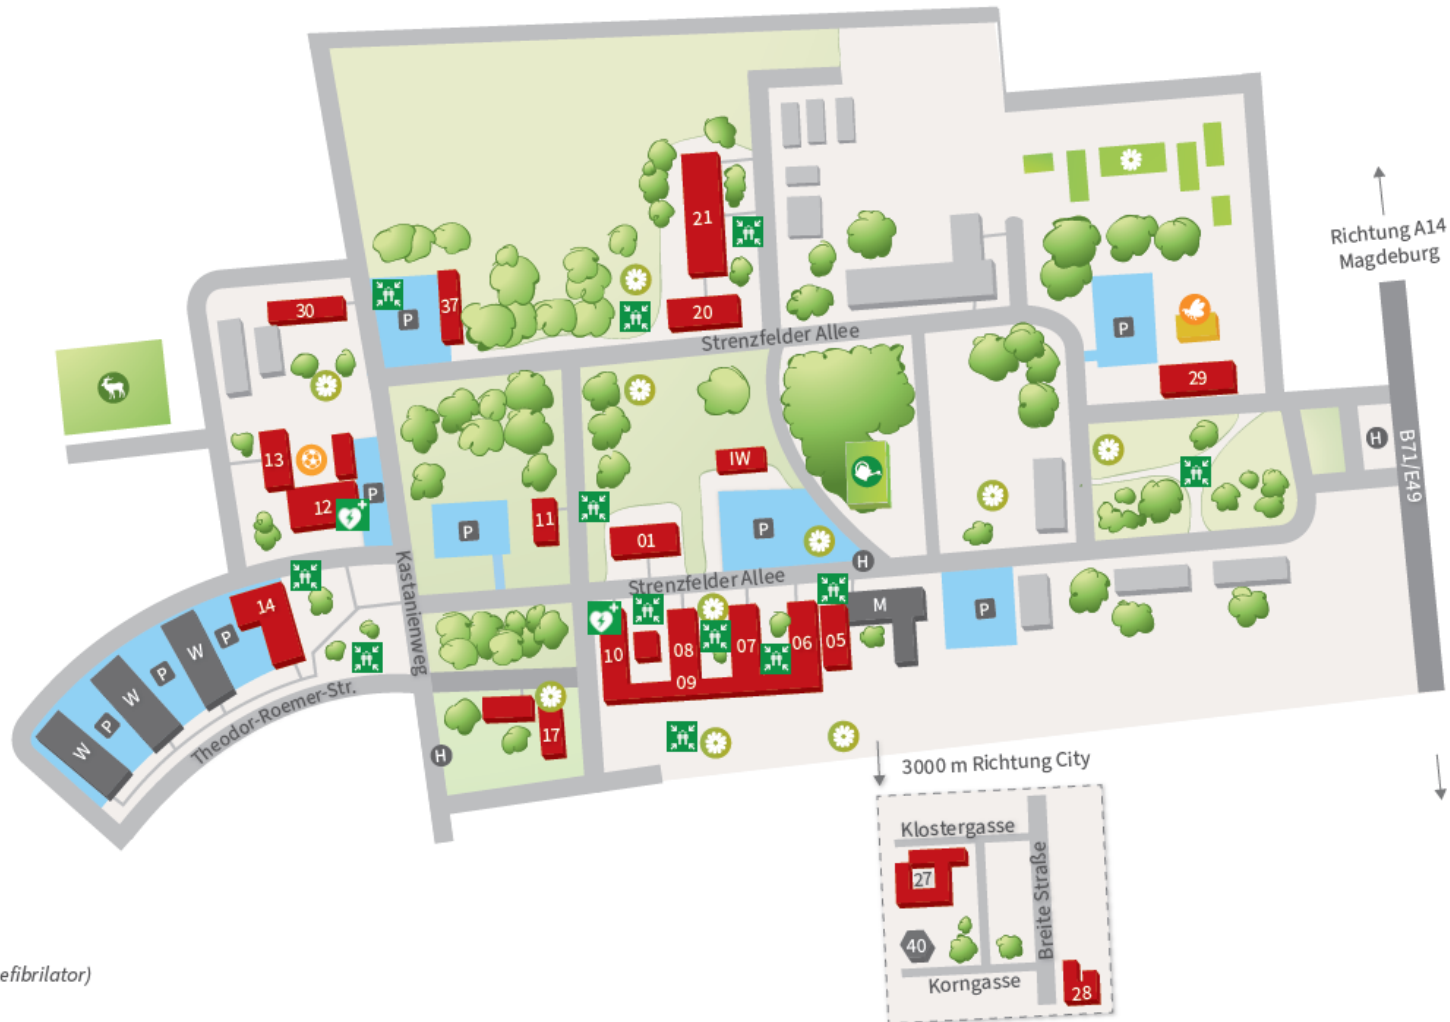 21
Richtung A14
Magdeburg
30
37
P
20
Strenzfelder Allee
P
29
13
IW
H
B71/E49
12
P
P
11
01
P
H
Kastanienweg
Strenzfelder Allee
14
P
W
P
W
P
W
10
08
07
06
05
09
M
P
Theodor-Roemer-Str.
17
H
3000 m Richtung City
Klostergasse
27
Breite Straße
40
Korngasse
28
efibrilator)